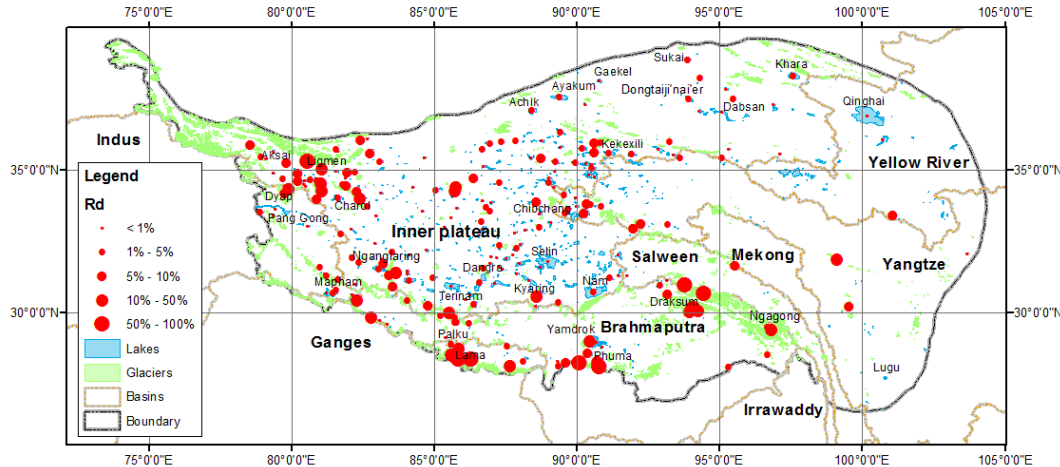 75°0'0"E 80°0'0"E 85°0'0"E 90°0'0"E 95°0'0"E 100°0'0"E 105°0'0"E
Sukai
Gaekel
Khara
Ayakum
Dongtaiji'nai'er
Achik
Dabsan
Qinghai
Indus
Kekexili
Aksai
Ligmen
Yellow River
35°0'0"N
35°0'0"N
Legend
Rd
< 1%
1% - 5%
5% - 10%
10% - 50%
50% - 100%
Lakes
Glaciers
Basins
Boundary
Dyap
Charol
Pang Gong
Chibchang
Inner plateau
Selin
Ngangiaring
Dangra
Salween
Mekong
Yangtze
Mapham
Kyaring
Nam
Terinam
Draksum
30°0'0"N
30°0'0"N
Ganges
Palku
Yamdrok
Brahmaputra
Ngagong
Lama
Phuma
Lugu
Irrawaddy
75°0'0"E 80°0'0"E 85°0'0"E 90°0'0"E 95°0'0"E 100°0'0"E 105°0'0"E